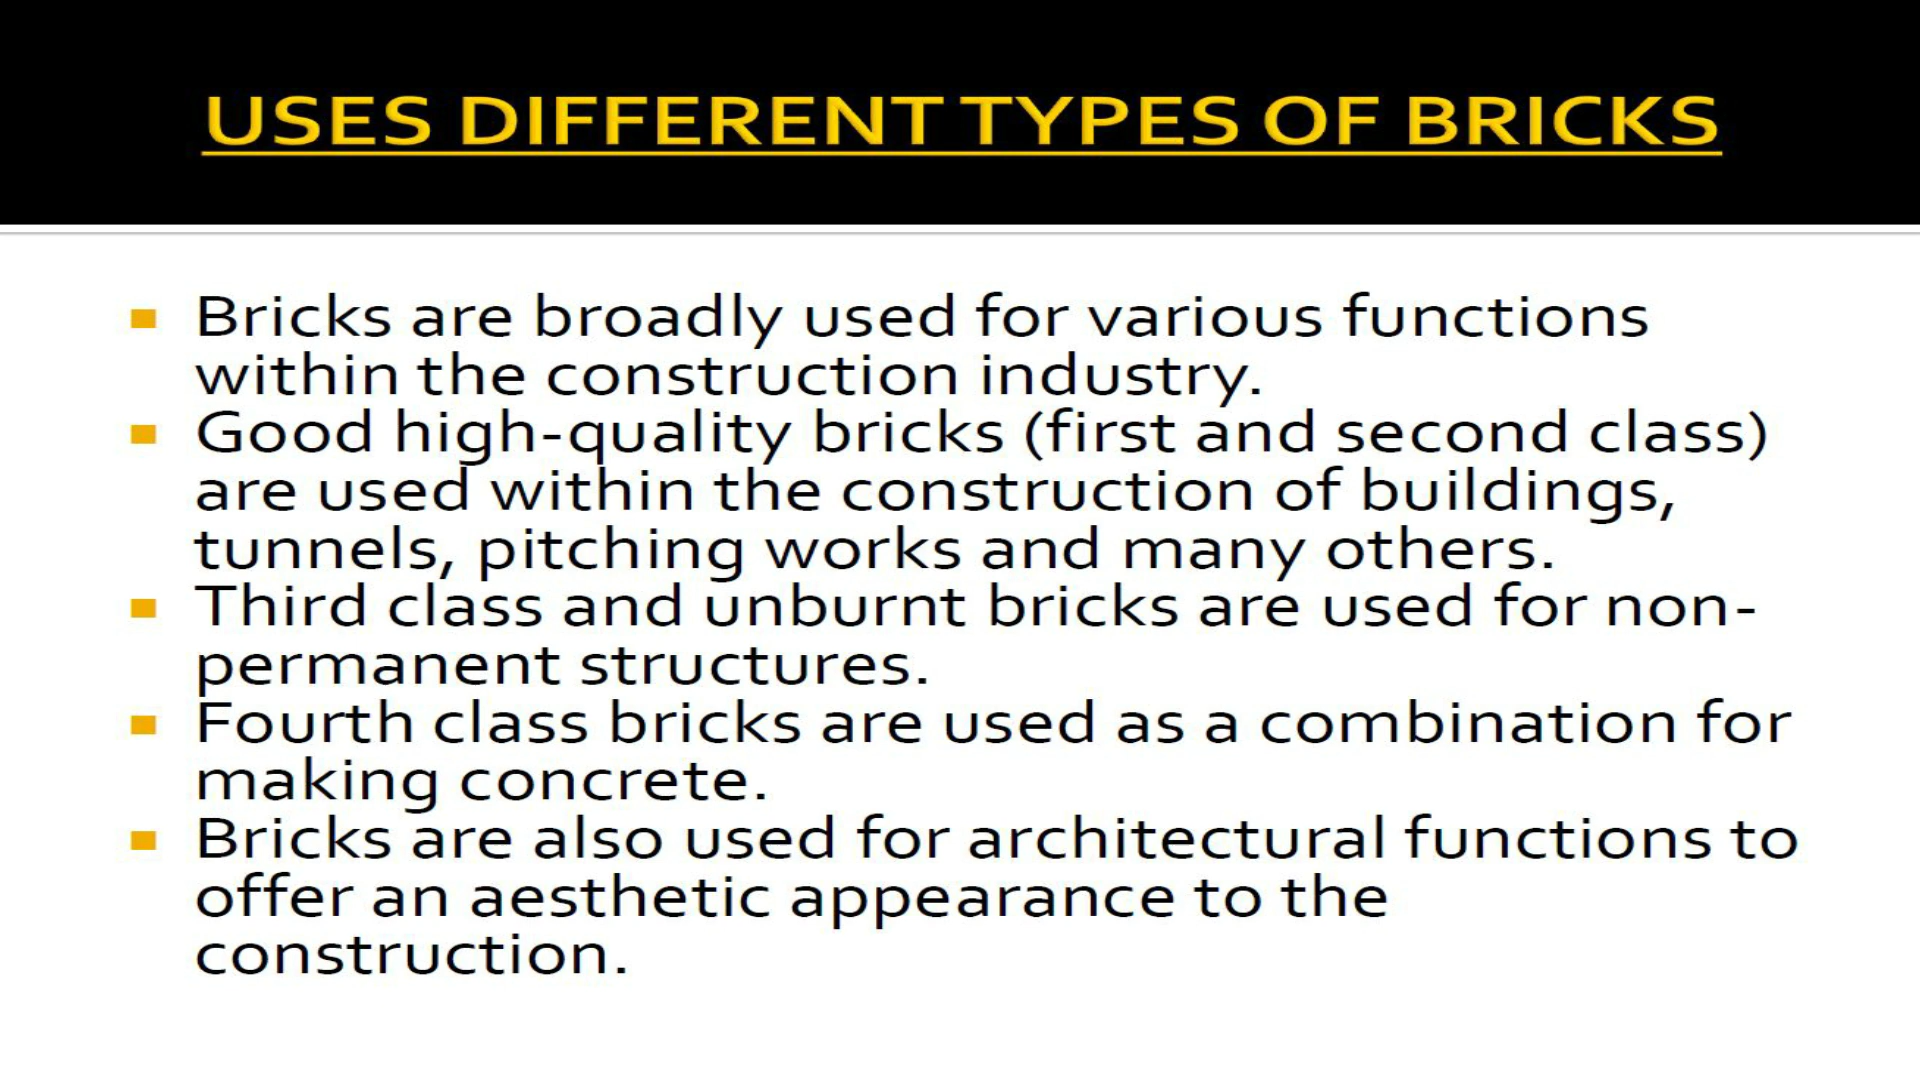 USES DIFFERENT TYPES OF BRICKS
Bricks are broadly used for various functions
within the construction industry.
Good high-quality bricks (first and second class)
are used within the construction of buildings,
tunnels, pitching works and many others.
Third class and unburnt bricks are used for non-
permanent structures.
Fourth class bricks are used as a combination for
making concrete.
Bricks are also used for architectural functions to
offer an aesthetic appearance to the
construction.